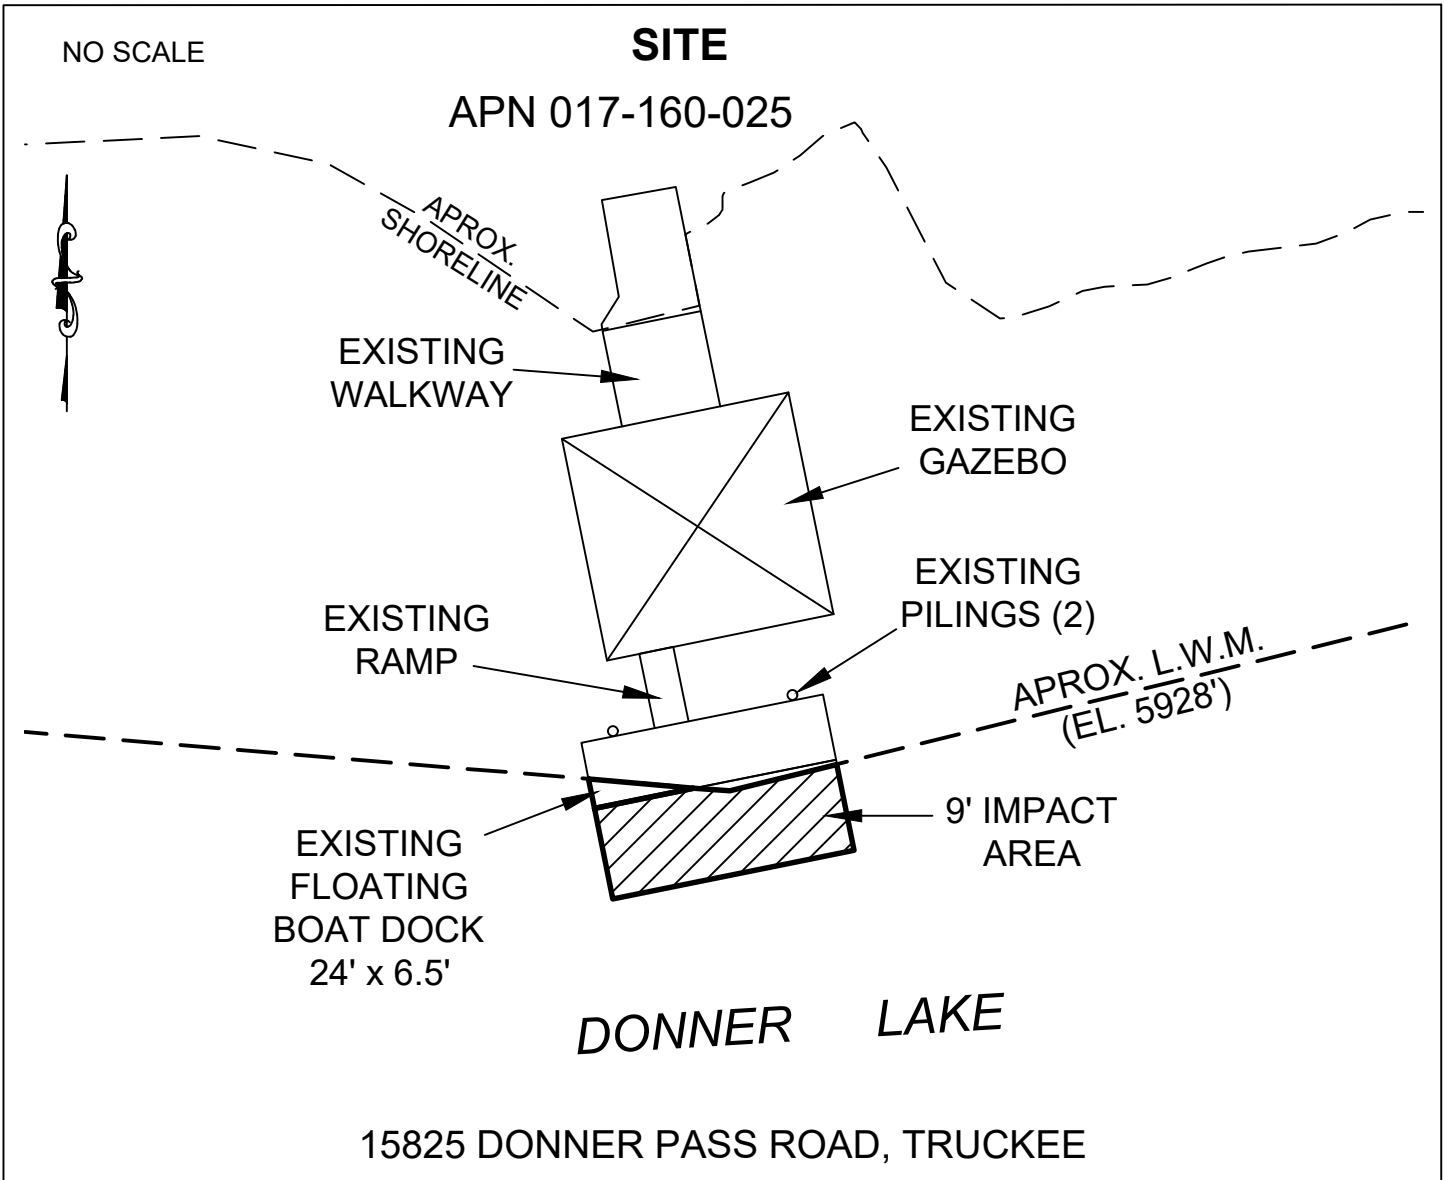 NO SCALE
SITE
APN 017-160-025
APROX.
SHORELINE
EXISTING
WALKWAY
EXISTING
GAZEBO
EXISTING
PILINGS (2)
EXISTING
RAMP
APROX. L.W.M.
(EL. 5928')
9' IMPACT
AREA
EXISTING
FLOATING
BOAT DOCK
24' x 6.5'
DONNER LAKE
15825 DONNER PASS ROAD, TRUCKEE